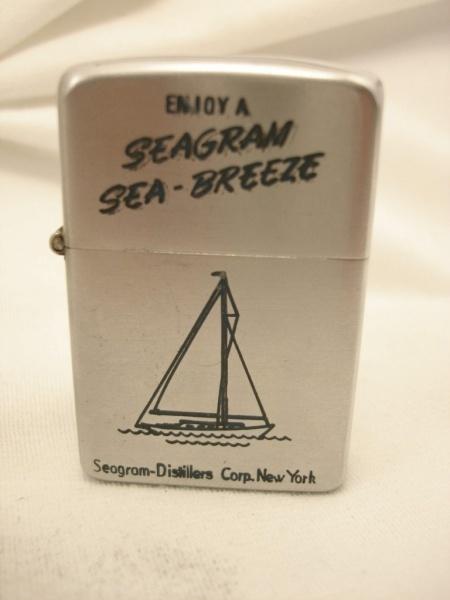 ENJOY A
SEAGRAM
SEA-BREEZE
Seagram-Distillers Corp. New York